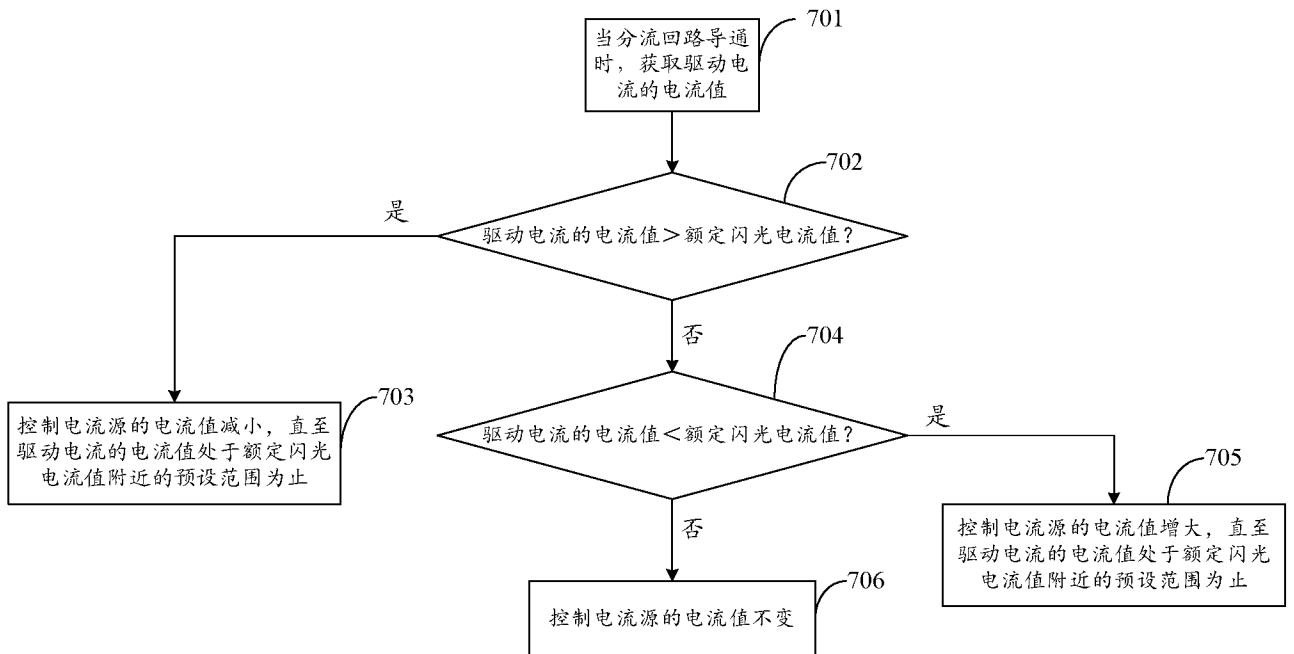 701
当分流回路导通
时，获取驱动电
流的电流值
702
是
驱动电流的电流值＞额定闪光电流值？
否
704
703
控制电流源的电流值减小，直至
驱动电流的电流值处于额定闪光
电流值附近的预设范围为止
驱动电流的电流值＜额定闪光电流值？
是
705
否
控制电流源的电流值增大，直至
驱动电流的电流值处于额定闪光
电流值附近的预设范围为止
706
控制电流源的电流值不变